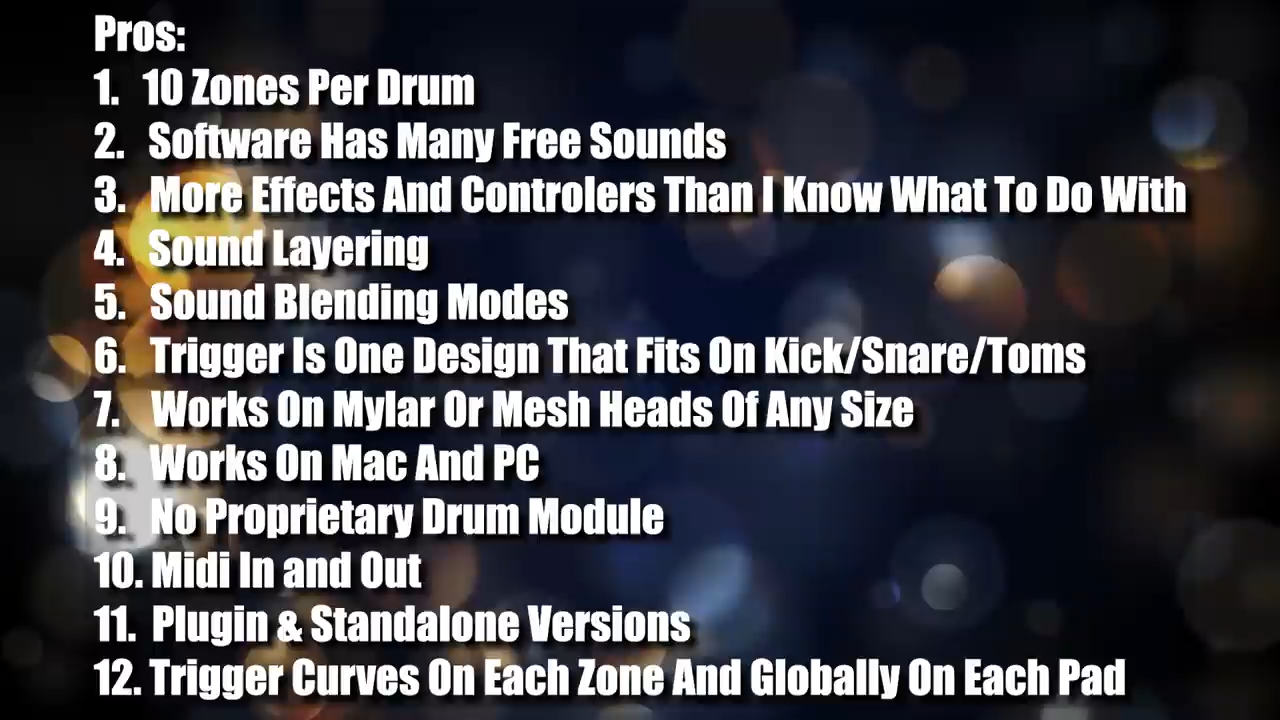 Pros:
1. 10 Zones Per Drum
2. Software Has Many Free Sounds
3. More Effects And Controlers Than I Know What To Do With
4. Sound Layering
5. Sound Blending Modes
6. Trigger Is One Design That Fits On Kick/Snare/Toms
7. Works On Mylar Or Mesh Heads Of Any Size
8. Works On Mac And PC
9. No Proprietary Drum Module
10. Midi In and Out
11. Plugin & Standalone Versions
12. Trigger Curves On Each Zone And Globally On Each Pad